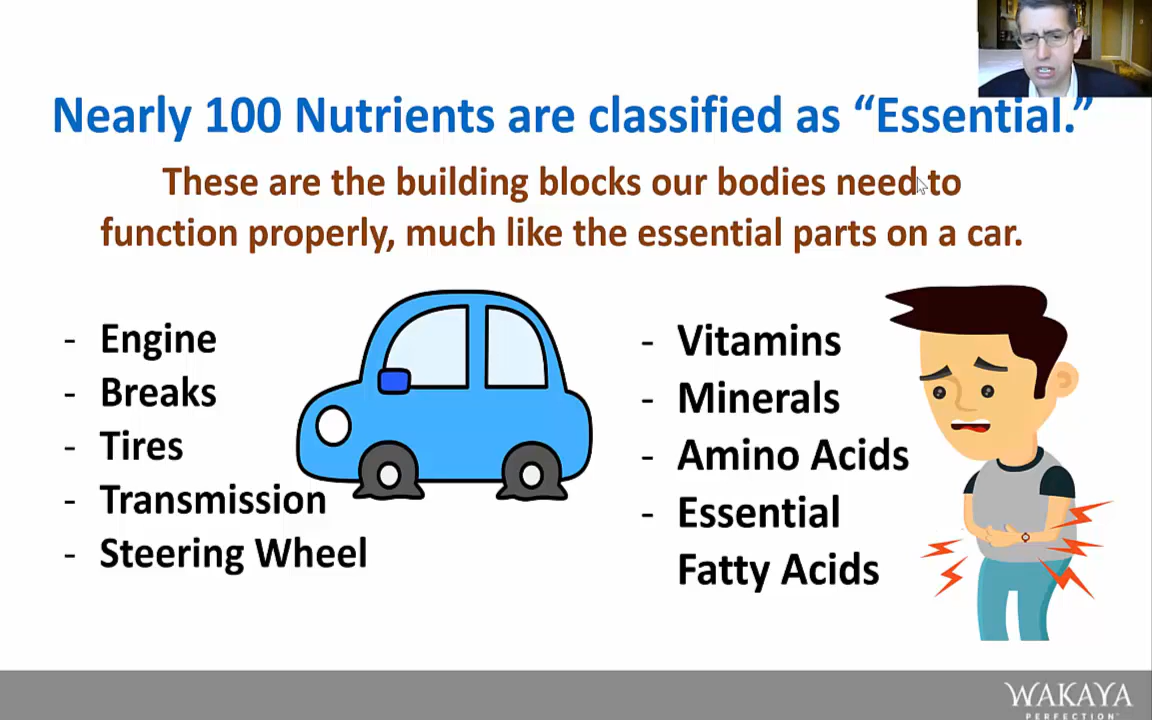 Nearly 100 Nutrients are classified as “Essential.”
These are the building blocks our bodies need to
function properly, much like the essential parts on a car.
- Engine
- Breaks
- Tires
- Transmission
- Steering Wheel
- Vitamins
- Minerals
- Amino Acids
- Essential
Fatty Acids
WAKAYA
PERFECTION